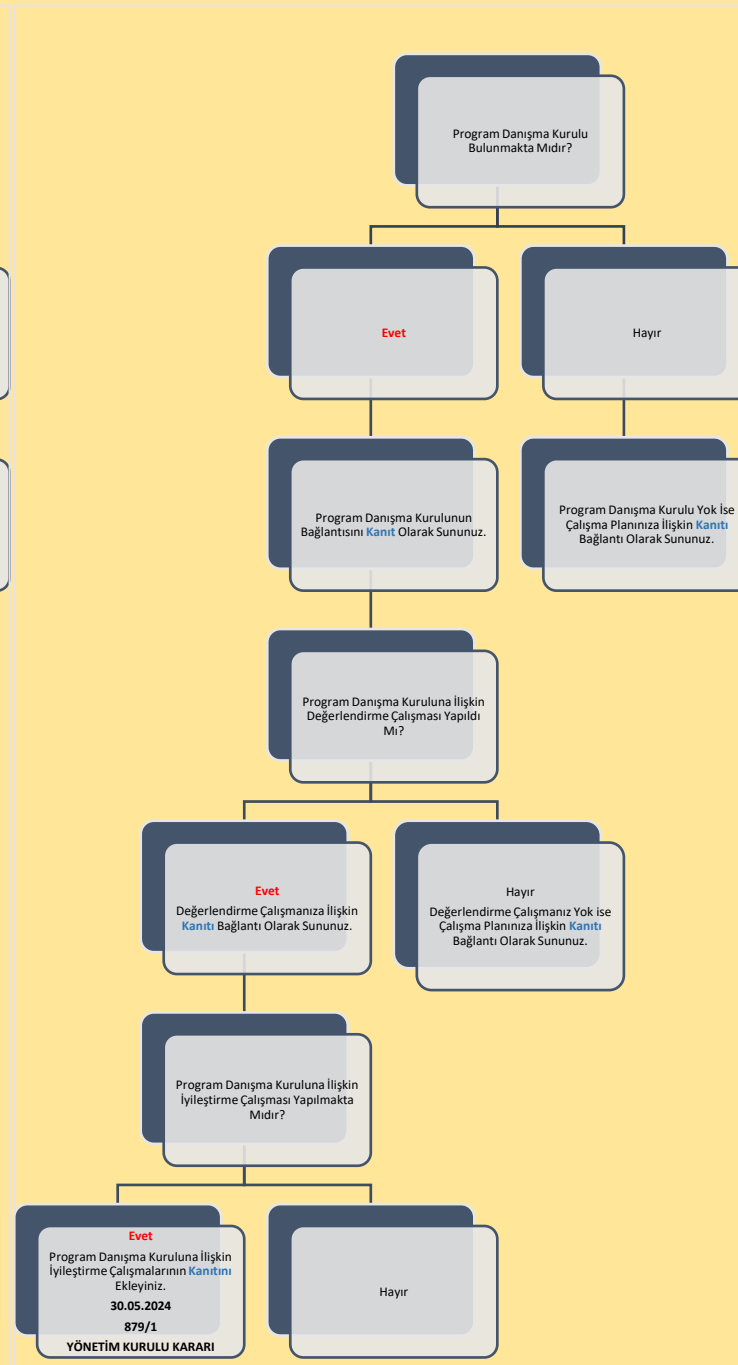 Program Danışma Kurulu
Bulunmakta Mıdır?
Evet
Hayır
Program Danışma Kurulunun
Bağlantısını Kanıt Olarak Sununuz.
Program Danışma Kurulu Yok İse
Çalışma Planınıza İlişkin Kanıtı
Bağlantı Olarak Sununuz.
Program Danışma Kuruluna İlişkin
Değerlendirme Çalışması Yapıldı
Mı?
Evet
Değerlendirme Çalışmanıza İlişkin
Kanıtı Bağlantı Olarak Sununuz.
Hayır
Değerlendirme Çalışmanız Yok ise
Çalışma Planınıza İlişkin Kanıtı
Bağlantı Olarak Sununuz.
Program Danışma Kuruluna İlişkin
İyileştirme Çalışması Yapılmakta
Mıdır?
Evet
Program Danışma Kuruluna İlişkin
İyileştirme Çalışmalarının Kanıtını
Ekleyiniz.
30.05.2024
879/1
YÖNETİM KURULU KARARI
Hayır